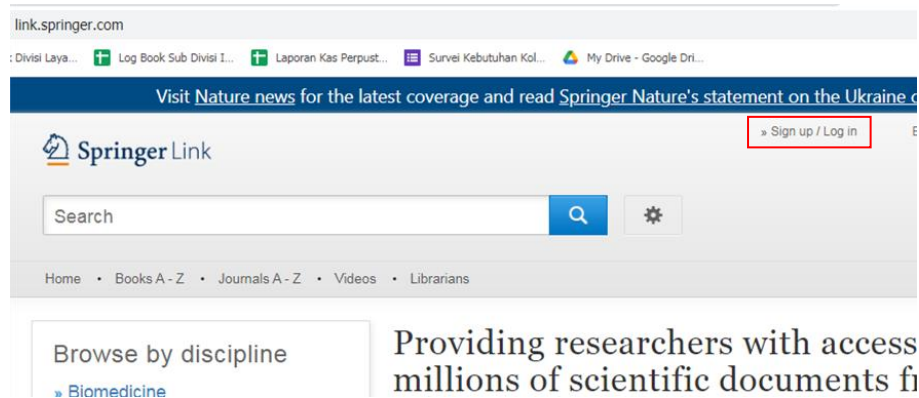 link.springer.com
Divisi Laya... Log Book Sub Divisi I... Laporan Kas Perpust... Survei Kebutuhan Kol... My Drive - Google Dri...
Visit Nature news for the latest coverage and read Springer Nature's statement on the Ukraine
» Sign up / Log in
Springer Link
Search
Home • Books A - Z • Journals A - Z • Videos • Librarians
Browse by discipline
» Biomedicine
Providing researchers with access
millions of scientific documents